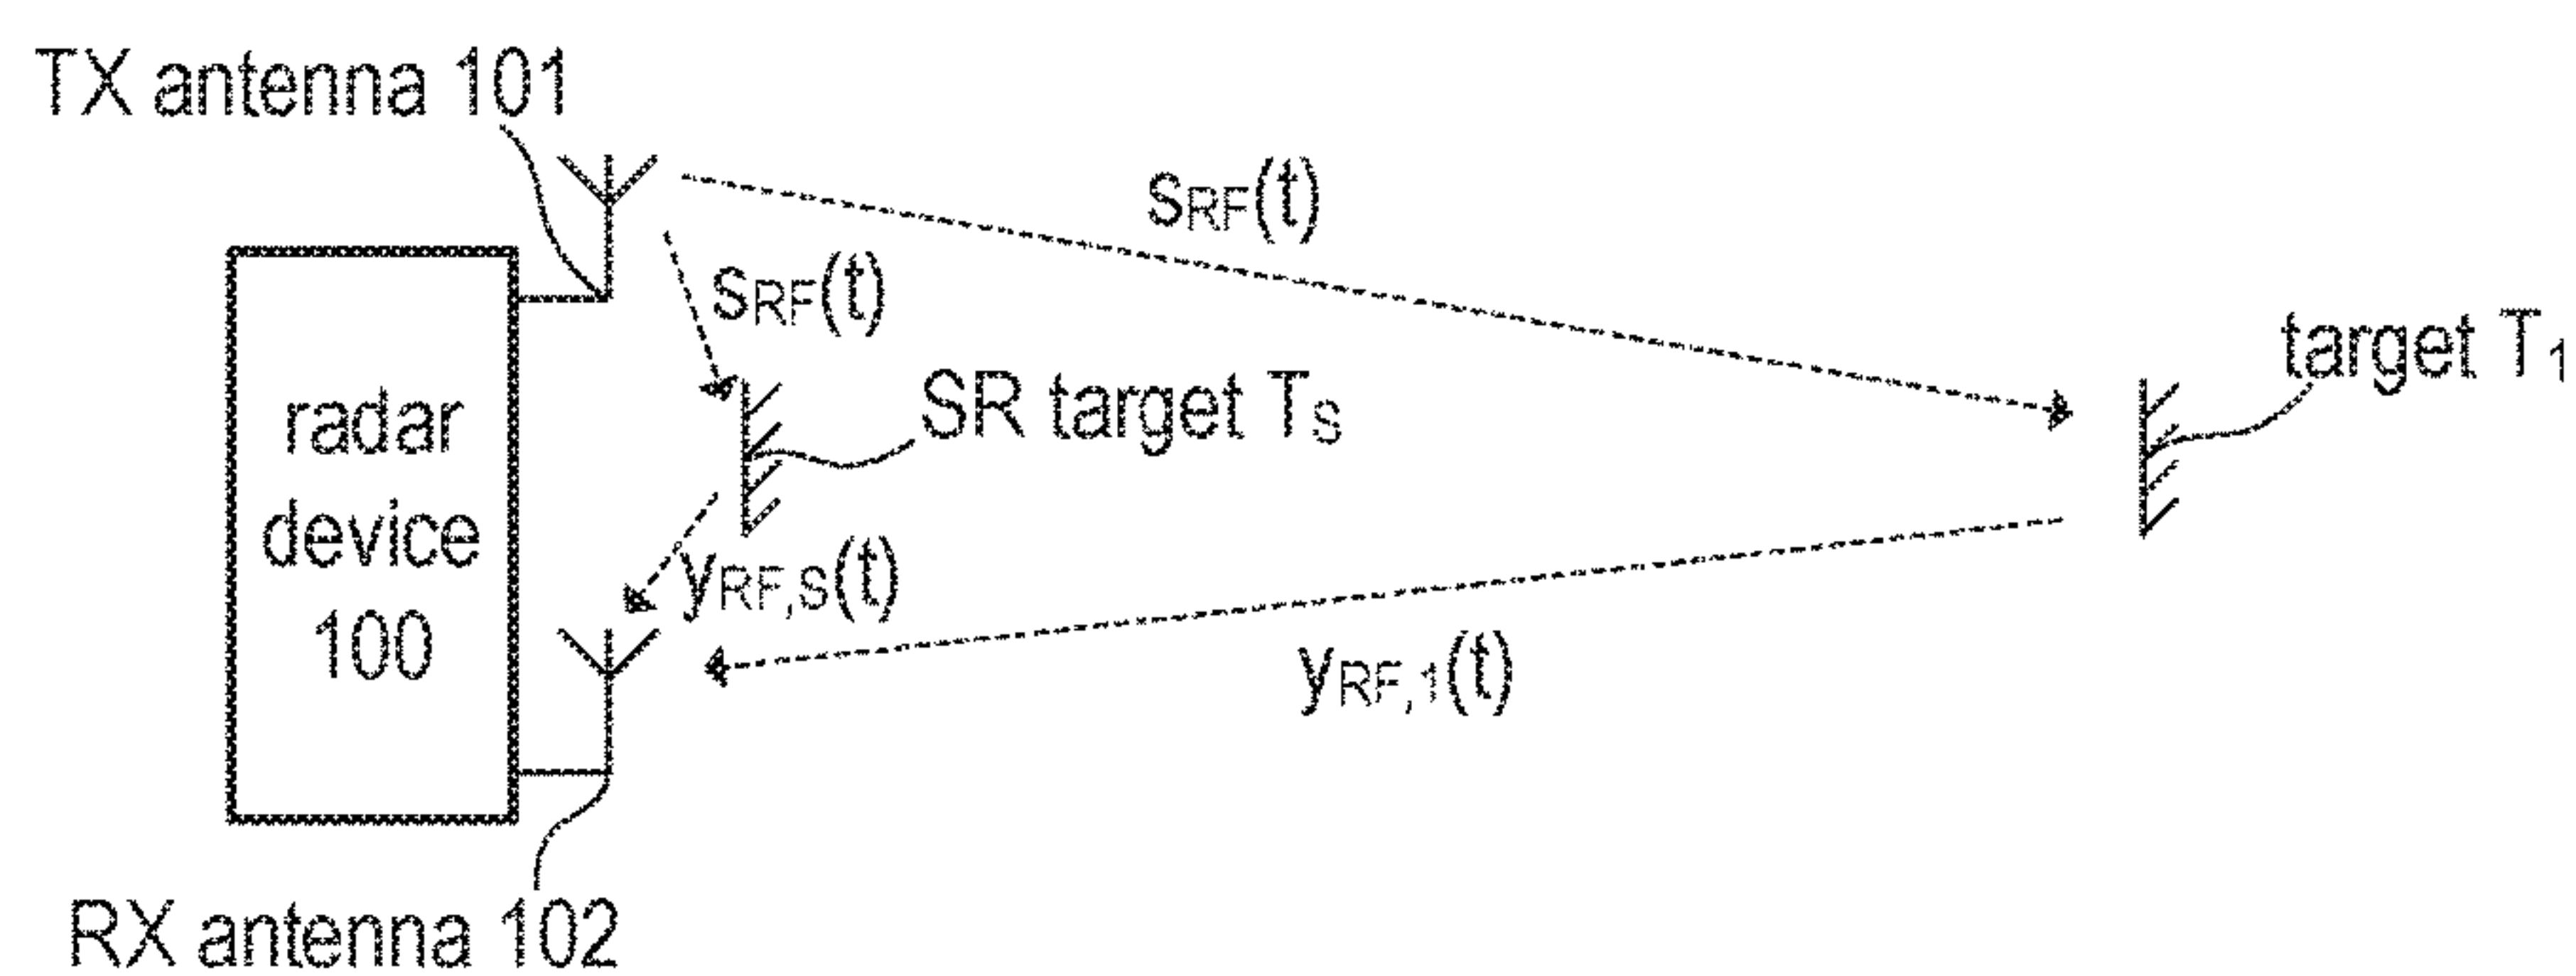 TX antenna 101
sRF(t)
sRF(t)
target T1
radar
device
100
SR target TS
yRF,S(t)
yRF,1(t)
RX antenna 102